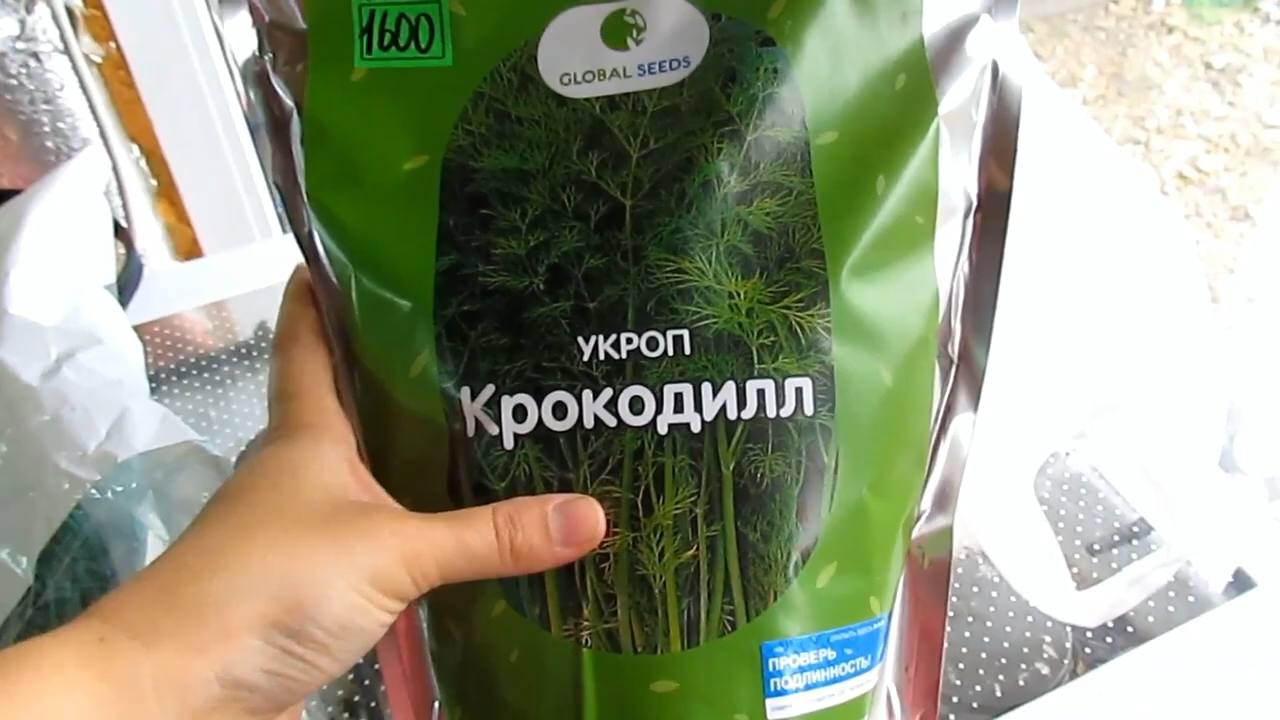 1600
GLOBAL SEEDS
УКРОП
Крокодилл
ПРОВЕРЬ
ПОДЛИННОСТЬ!